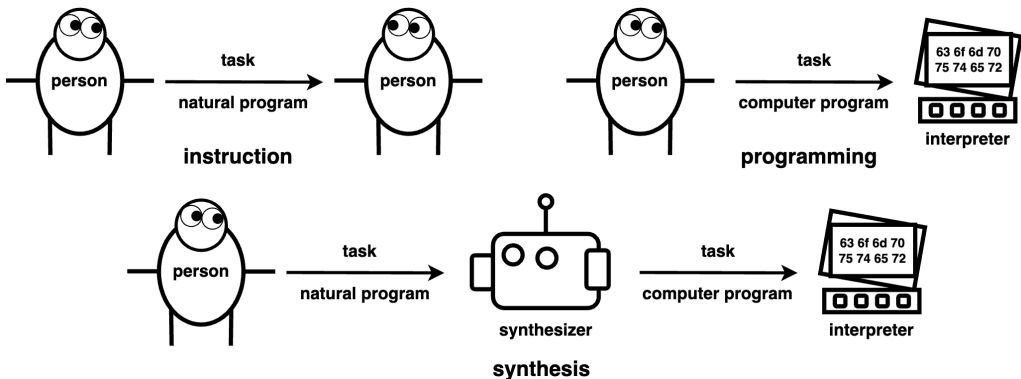 person
task
natural program
person
instruction
person
task
computer program
63 6f 6d 70
75 74 65 72
interpreter
programming
person
task
natural program
synthesizer
task
computer program
63 6f 6d 70
75 74 65 72
interpreter
synthesis